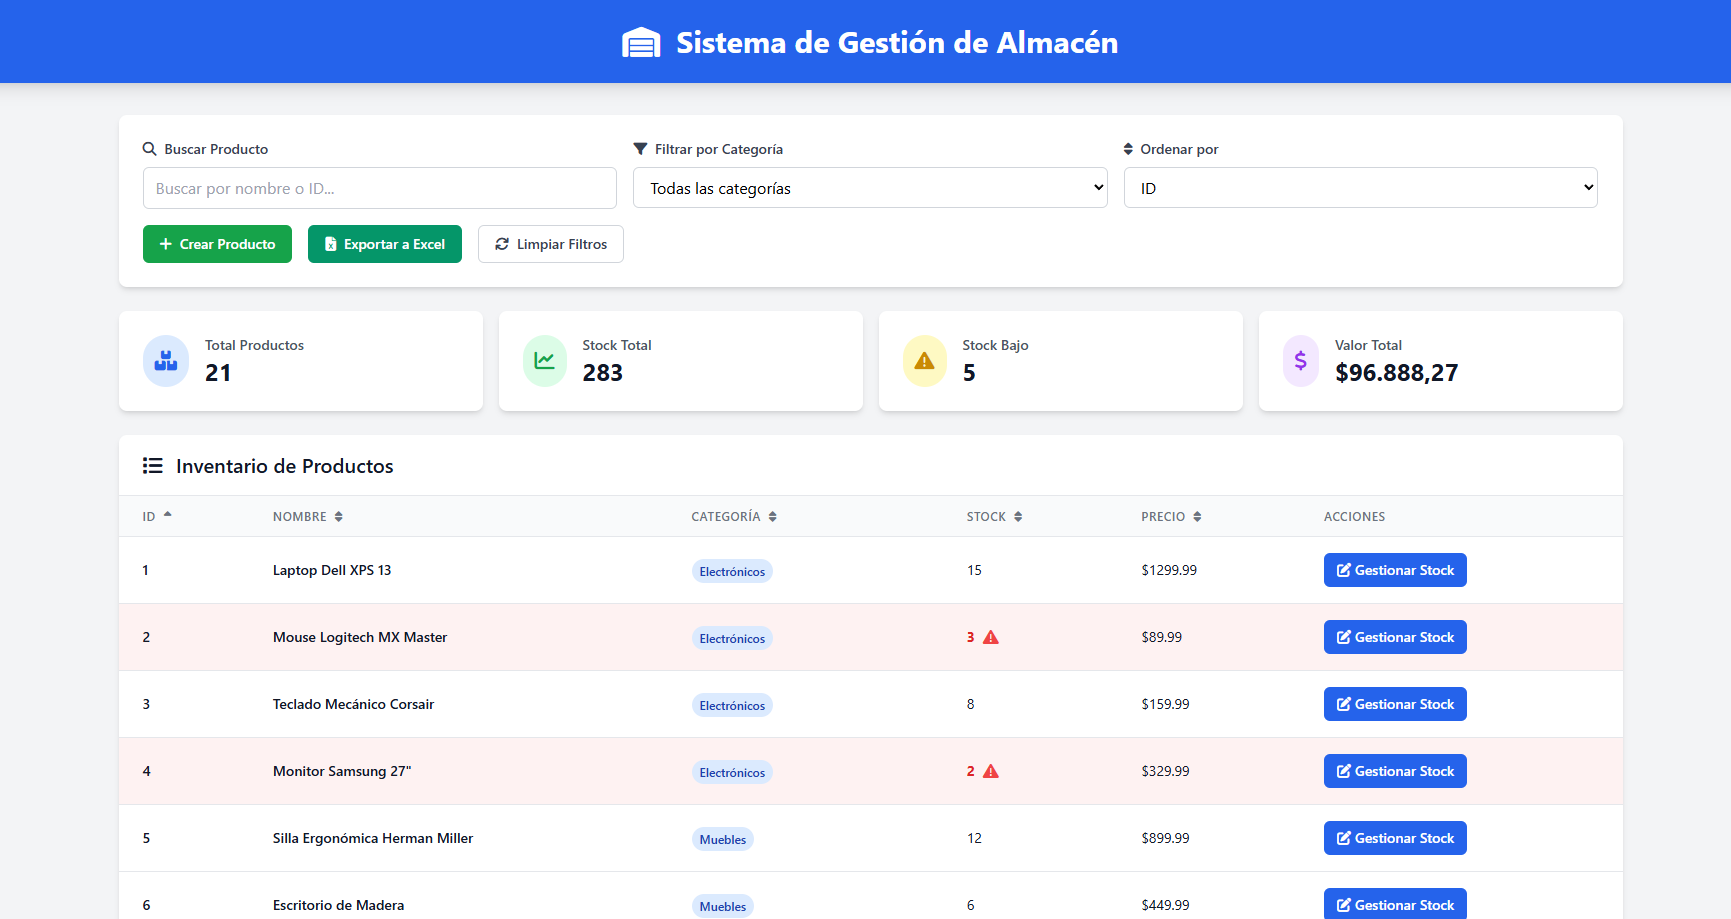 Sistema de Gestión de Almacén
Buscar Producto
Filtrar por Categoría
Ordenar por
Buscar por nombre o ID...
Todas las categorías
ID
Crear Producto
Exportar a Excel
Limpiar Filtros
Total Productos
21
Stock Total
283
Stock Bajo
5
Valor Total
$96.888,27
Inventario de Productos
ID NOMBRE CATEGORÍA STOCK PRECIO ACCIONES
1 Laptop Dell XPS 13 Electrónicos 15 $1299.99 Gestionar Stock
2 Mouse Logitech MX Master Electrónicos 3 $89.99 Gestionar Stock
3 Teclado Mecánico Corsair Electrónicos 8 $159.99 Gestionar Stock
4 Monitor Samsung 27" Electrónicos 2 $329.99 Gestionar Stock
5 Silla Ergonómica Herman Miller Muebles 12 $899.99 Gestionar Stock
6 Escritorio de Madera Muebles 6 $449.99 Gestionar Stock